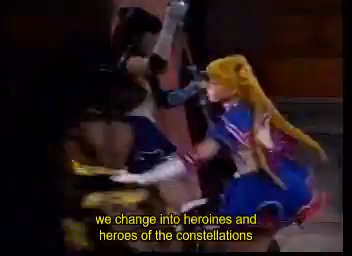 we change into heroines and
heroes of the constellations